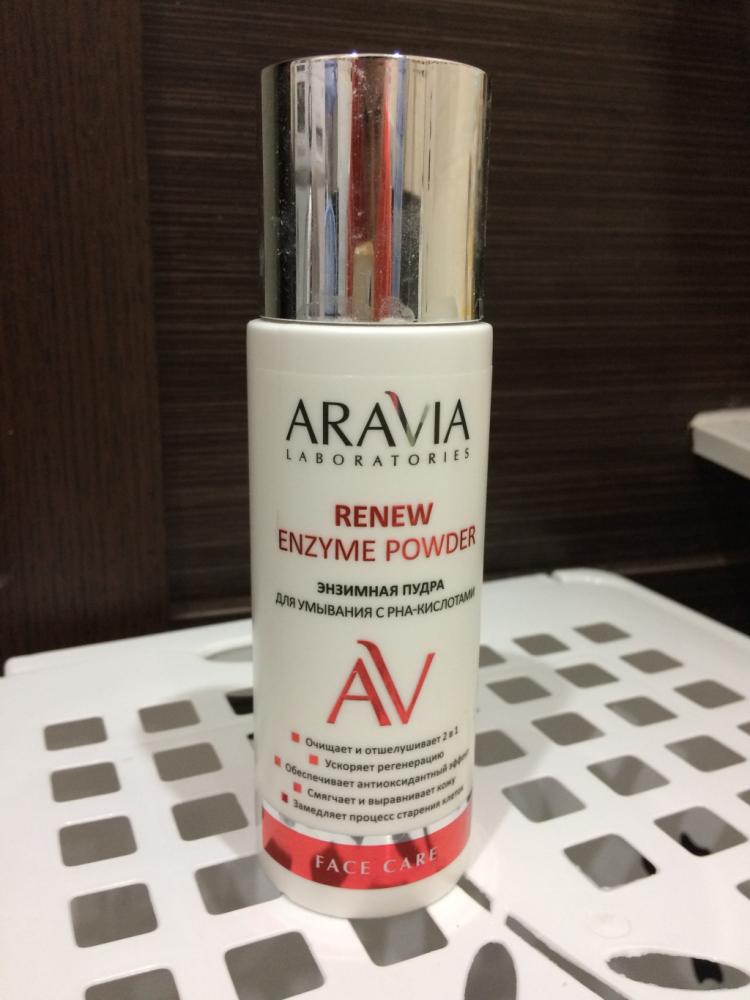 ARAVIA
LABORATORIES
RENEW
ENZYME POWDER
ЭНЗИМНАЯ ПУДРА
ДЛЯ УМЫВАНИЯ С PHA-КИСЛОТАМИ
AV
Очищает и отшелушивает 2 в 1
Ускоряет регенерацию
Обеспечивает антиоксидантный эффект
Смягчает и выравнивает кожу
Замедляет процесс старения клеток
FACE CARE